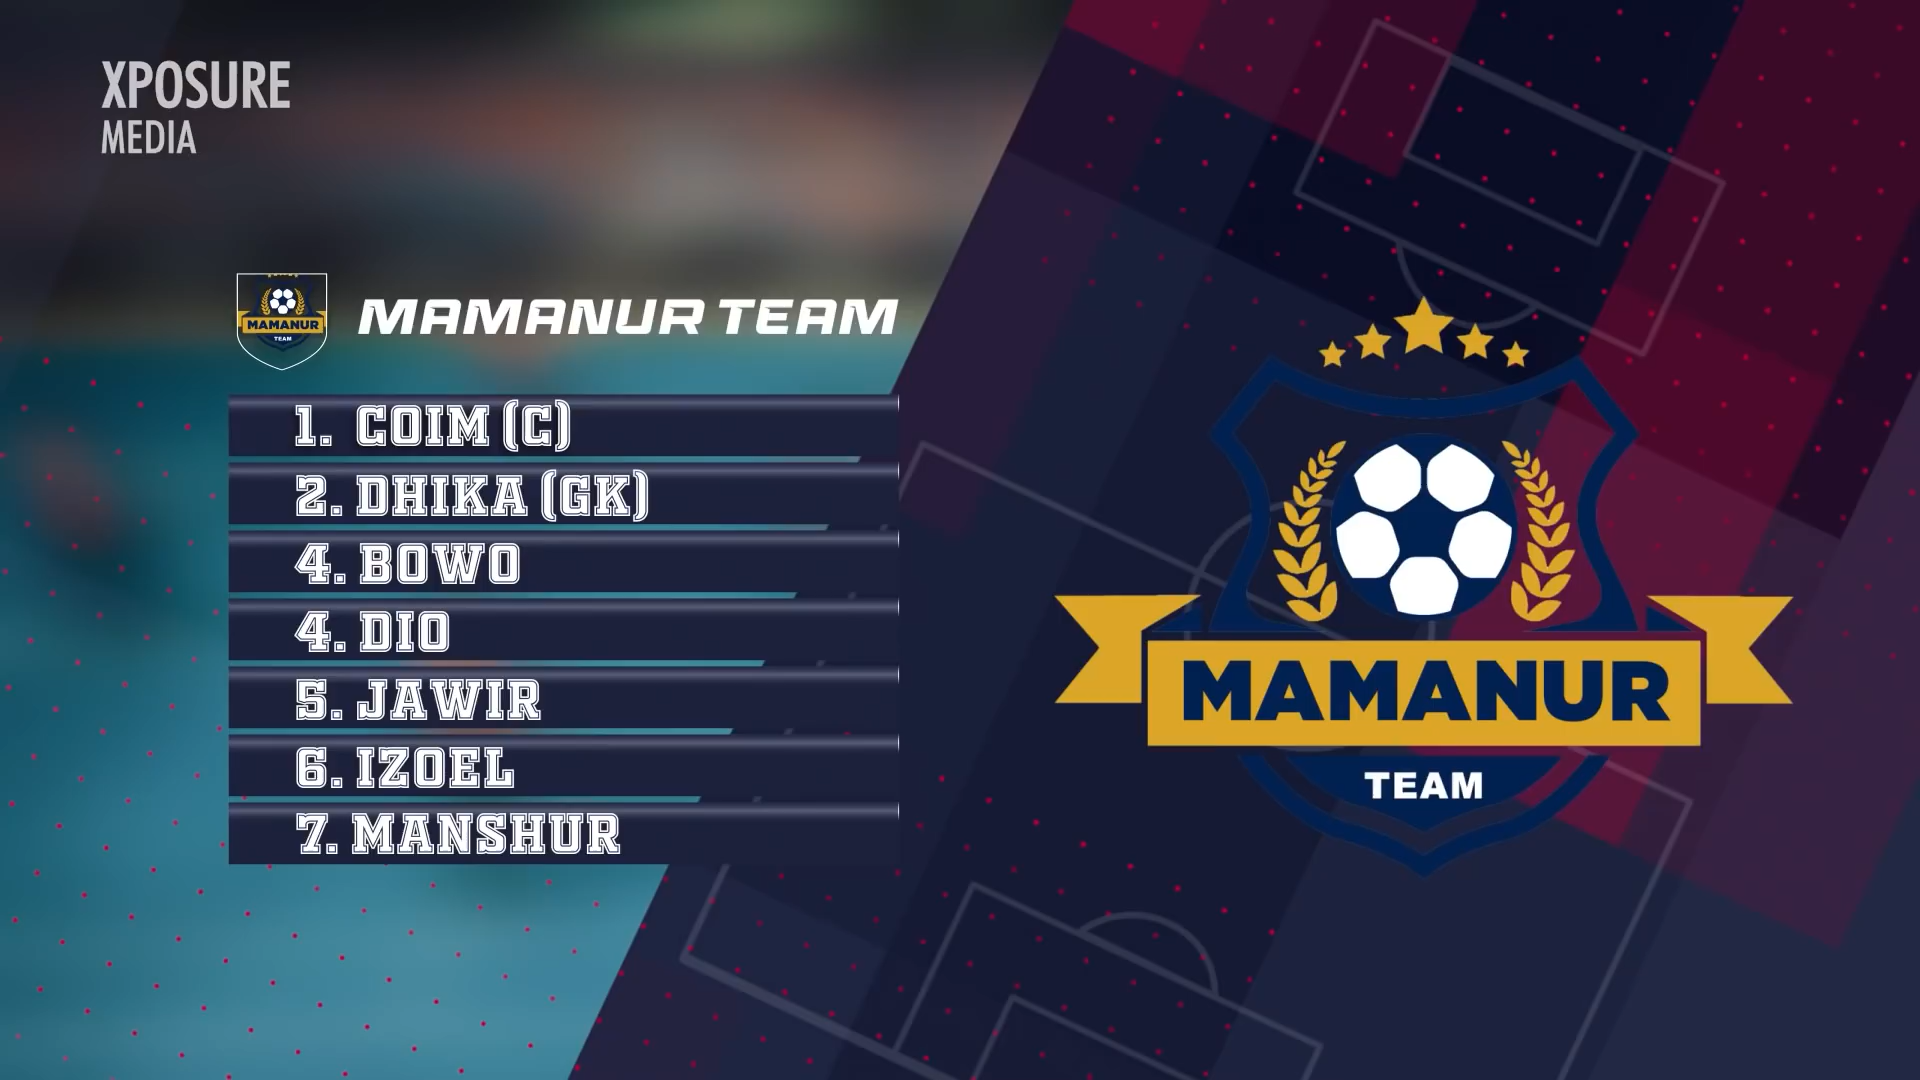 XPOSURE
MEDIA
MAMANUR
TEAM
MAMANUR TEAM
1. COIM (C)
2. DHIKA (GK)
4. BOWO
4. DIO
5. JAWIR
6. IZOEL
7. MANSHUR
MAMANUR
TEAM